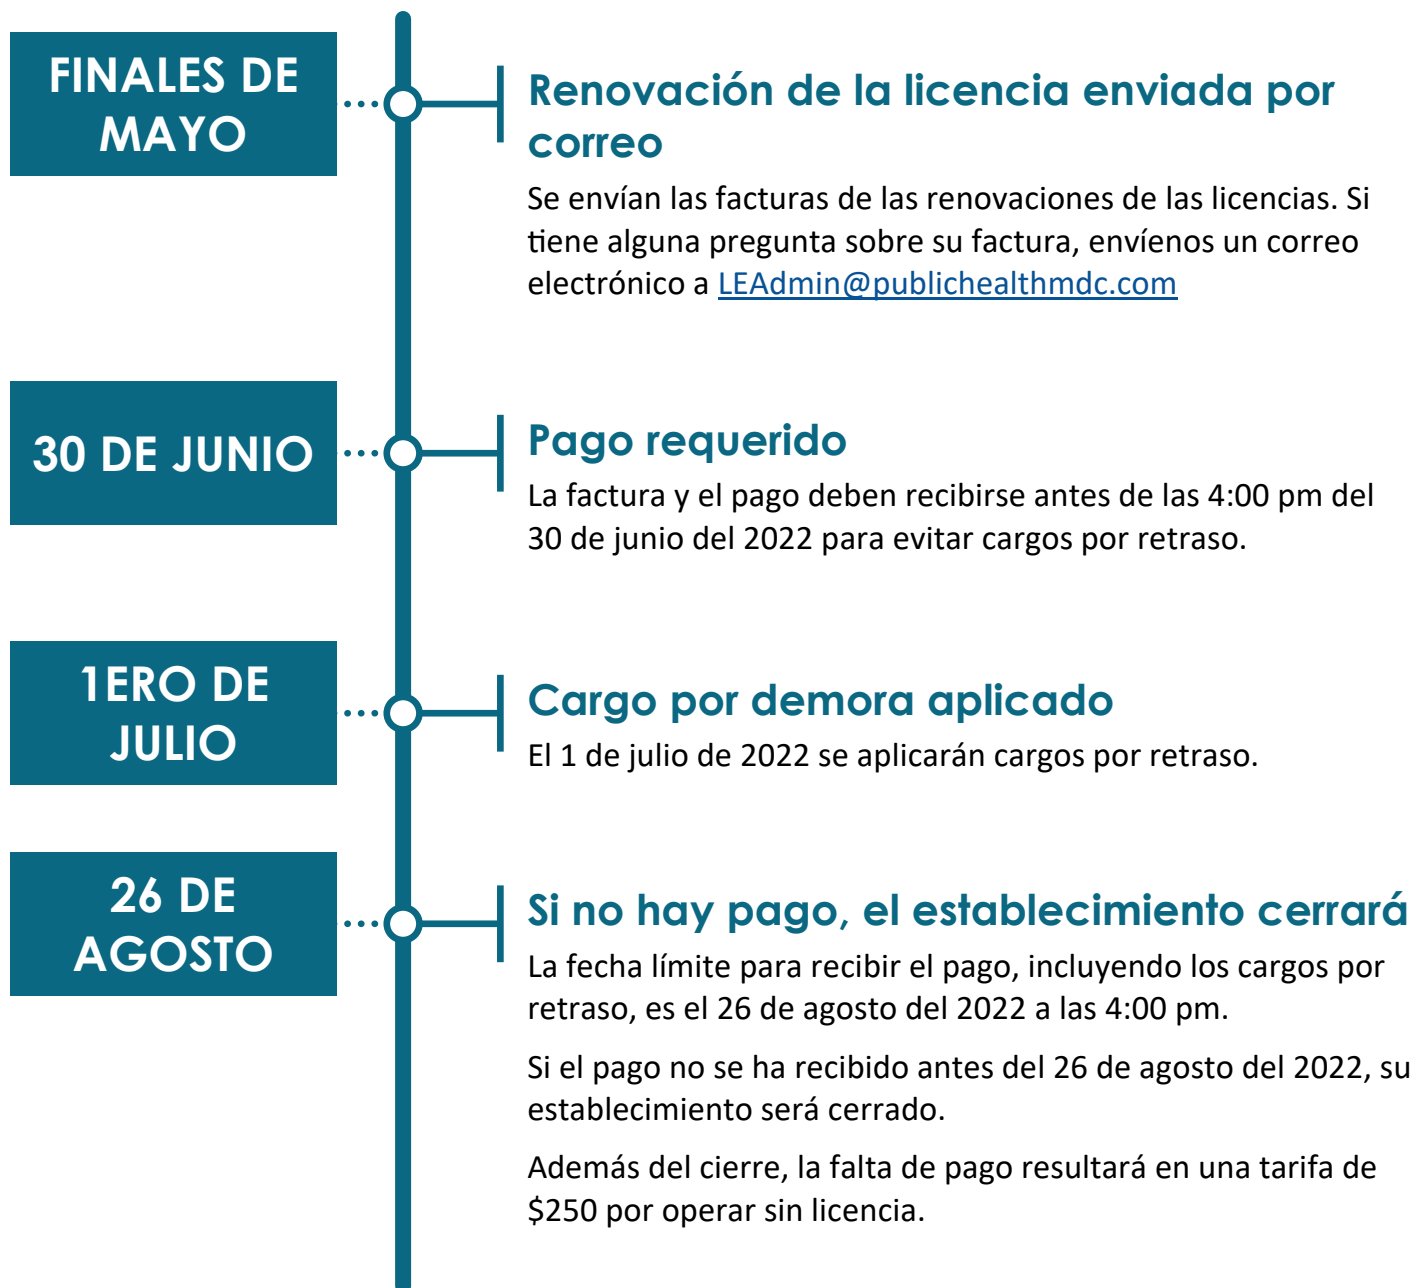 FINALES DE
MAYO
Renovación de la licencia enviada por
correo
Se envían las facturas de las renovaciones de las licencias. Si
tiene alguna pregunta sobre su factura, envíenos un correo
electrónico a LEAdmin@publichealthmdc.com
30 DE JUNIO
Pago requerido
La factura y el pago deben recibirse antes de las 4:00 pm del
30 de junio del 2022 para evitar cargos por retraso.
1ERO DE
JULIO
Cargo por demora aplicado
El 1 de julio de 2022 se aplicarán cargos por retraso.
26 DE
AGOSTO
Si no hay pago, el establecimiento cerrará
La fecha límite para recibir el pago, incluyendo los cargos por
retraso, es el 26 de agosto del 2022 a las 4:00 pm.
Si el pago no se ha recibido antes del 26 de agosto del 2022, su
establecimiento será cerrado.
Además del cierre, la falta de pago resultará en una tarifa de
$250 por operar sin licencia.